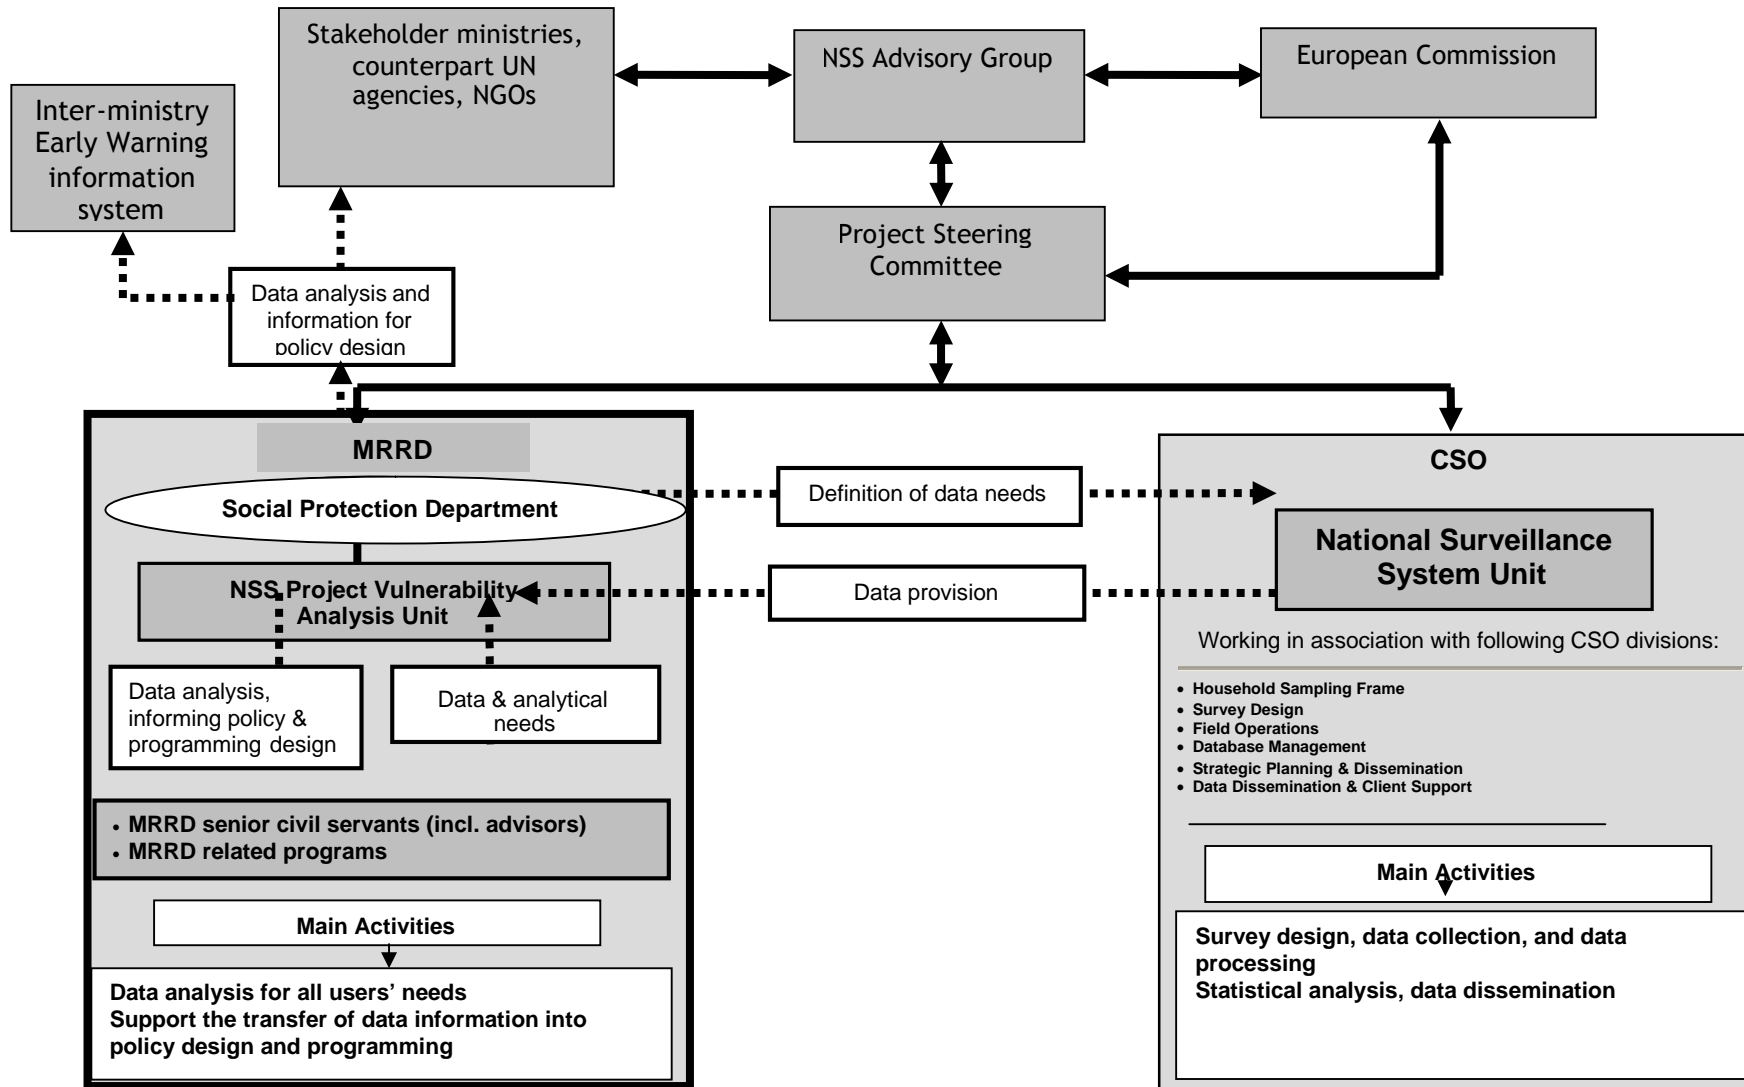 Stakeholder ministries,
counterpart UN
agencies, NGOs
NSS Advisory Group
European Commission
Inter-ministry
Early Warning
information
system
Project Steering
Committee
Data analysis and
information for
policy design
MRRD
Social Protection Department
NSS Project Vulnerability
Analysis Unit
Data analysis,
informing policy &
programming design
Data & analytical
needs
• MRRD senior civil servants (incl. advisors)
• MRRD related programs
Main Activities
Data analysis for all users’ needs
Support the transfer of data information into
policy design and programming
Definition of data needs
Data provision
CSO
National Surveillance
System Unit
Working in association with following CSO divisions:
• Household Sampling Frame
• Survey Design
• Field Operations
• Database Management
• Strategic Planning & Dissemination
• Data Dissemination & Client Support
Main Activities
Survey design, data collection, and data
processing
Statistical analysis, data dissemination